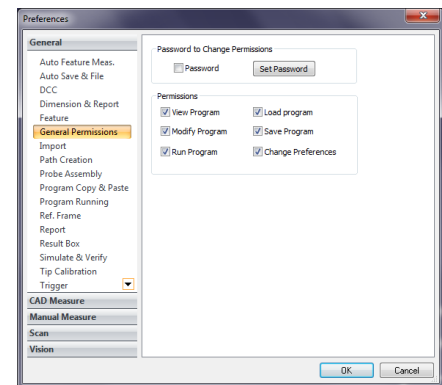 Preferences
General
Auto Feature Meas.
Auto Save & File
DCC
Dimension & Report
Feature
General Permissions
Import
Path Creation
Probe Assembly
Program Copy & Paste
Program Running
Ref. Frame
Report
Result Box
Simulate & Verify
Tip Calibration
Trigger
CAD Measure
Manual Measure
Scan
Vision
Password to Change Permissions
Password Set Password
Permissions
View Program Load program
Modify Program Save Program
Run Program Change Preferences
OK Cancel